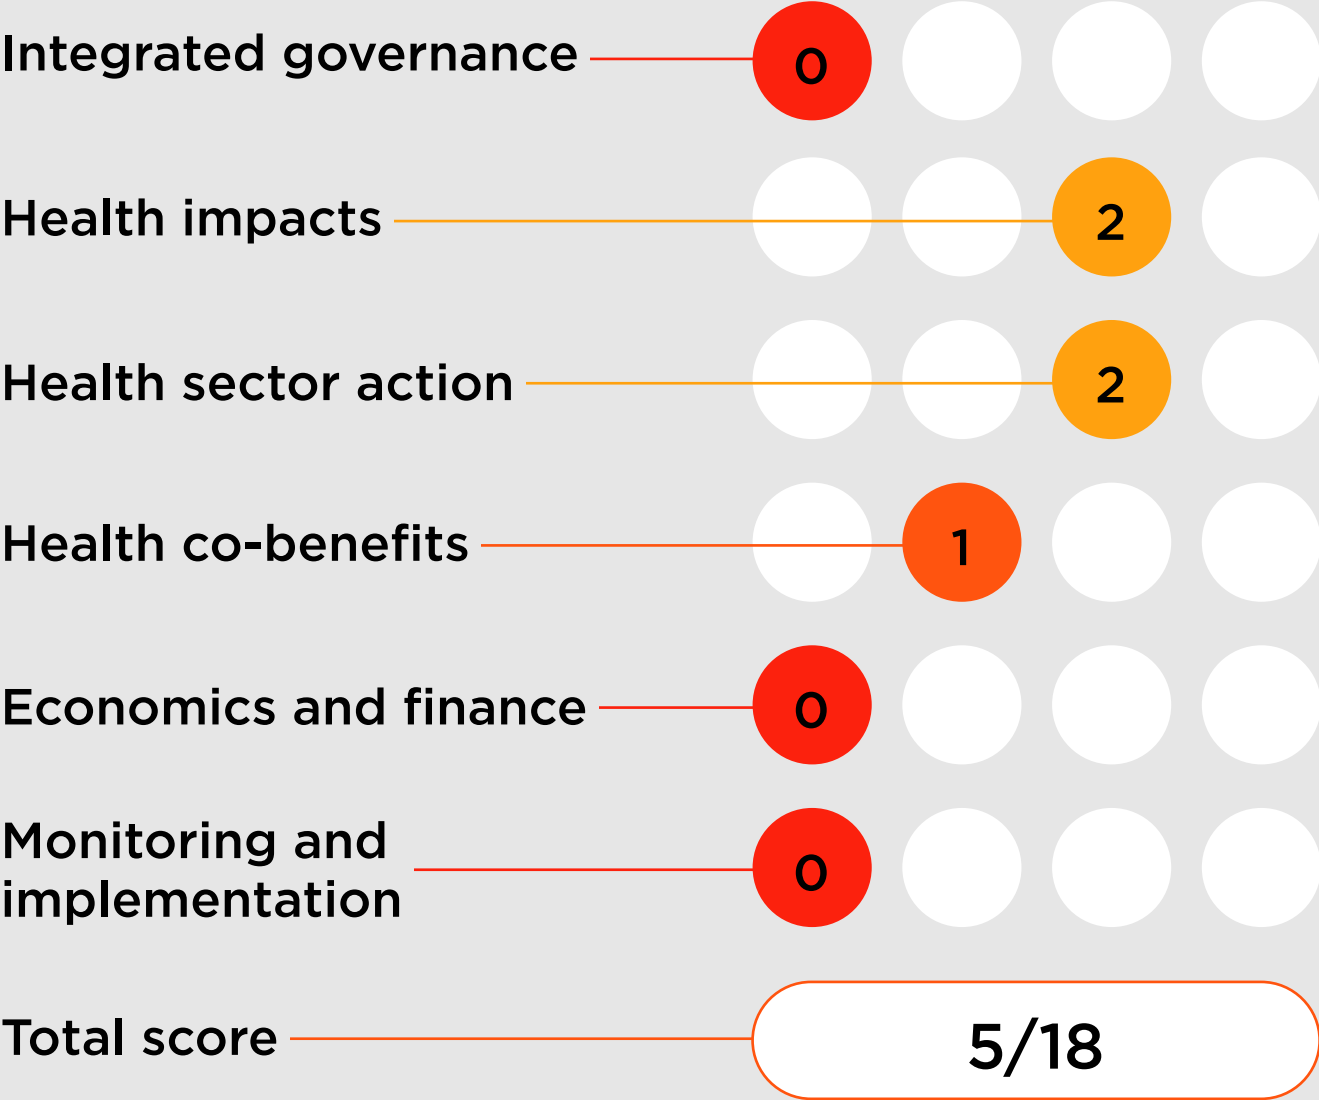 Integrated governance 0
Health impacts 2
Health sector action 2
Health co-benefits 1
Economics and finance 0
Monitoring and
implementation 0
Total score 5/18